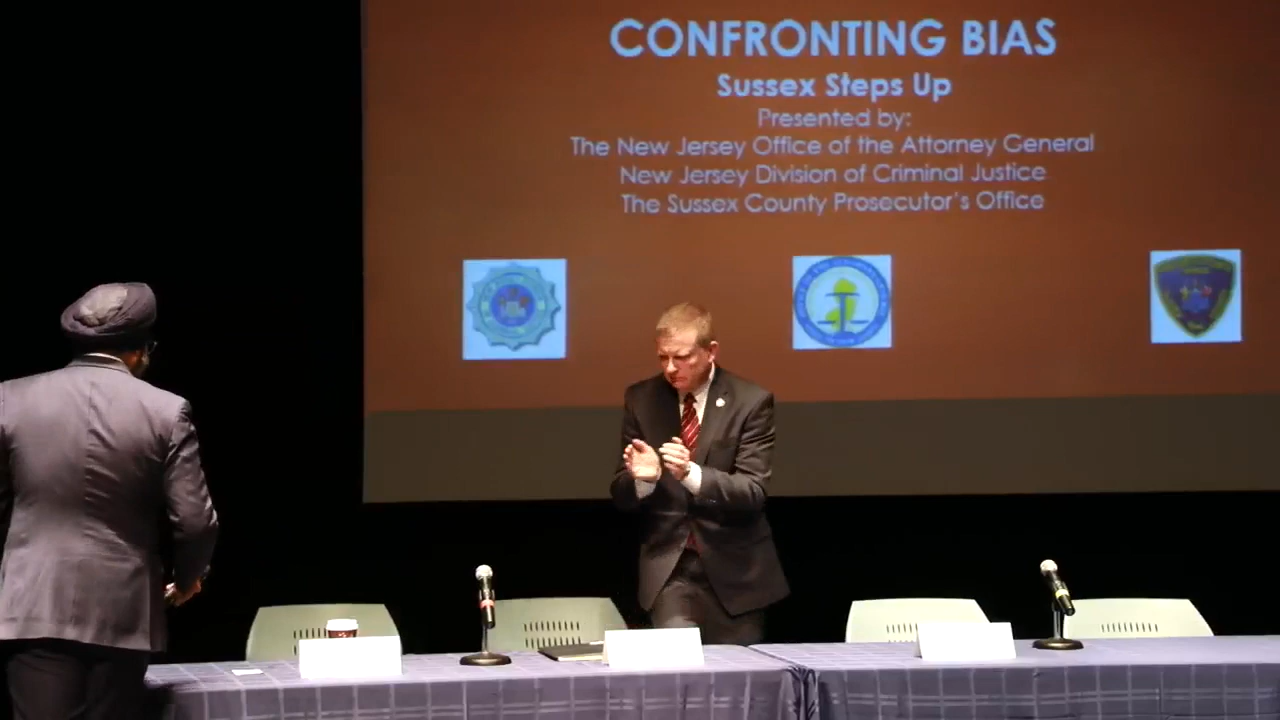 CONFRONTING BIAS
Sussex Steps Up
Presented by:
The New Jersey Office of the Attorney General
New Jersey Division of Criminal Justice
The Sussex County Prosecutor's Office